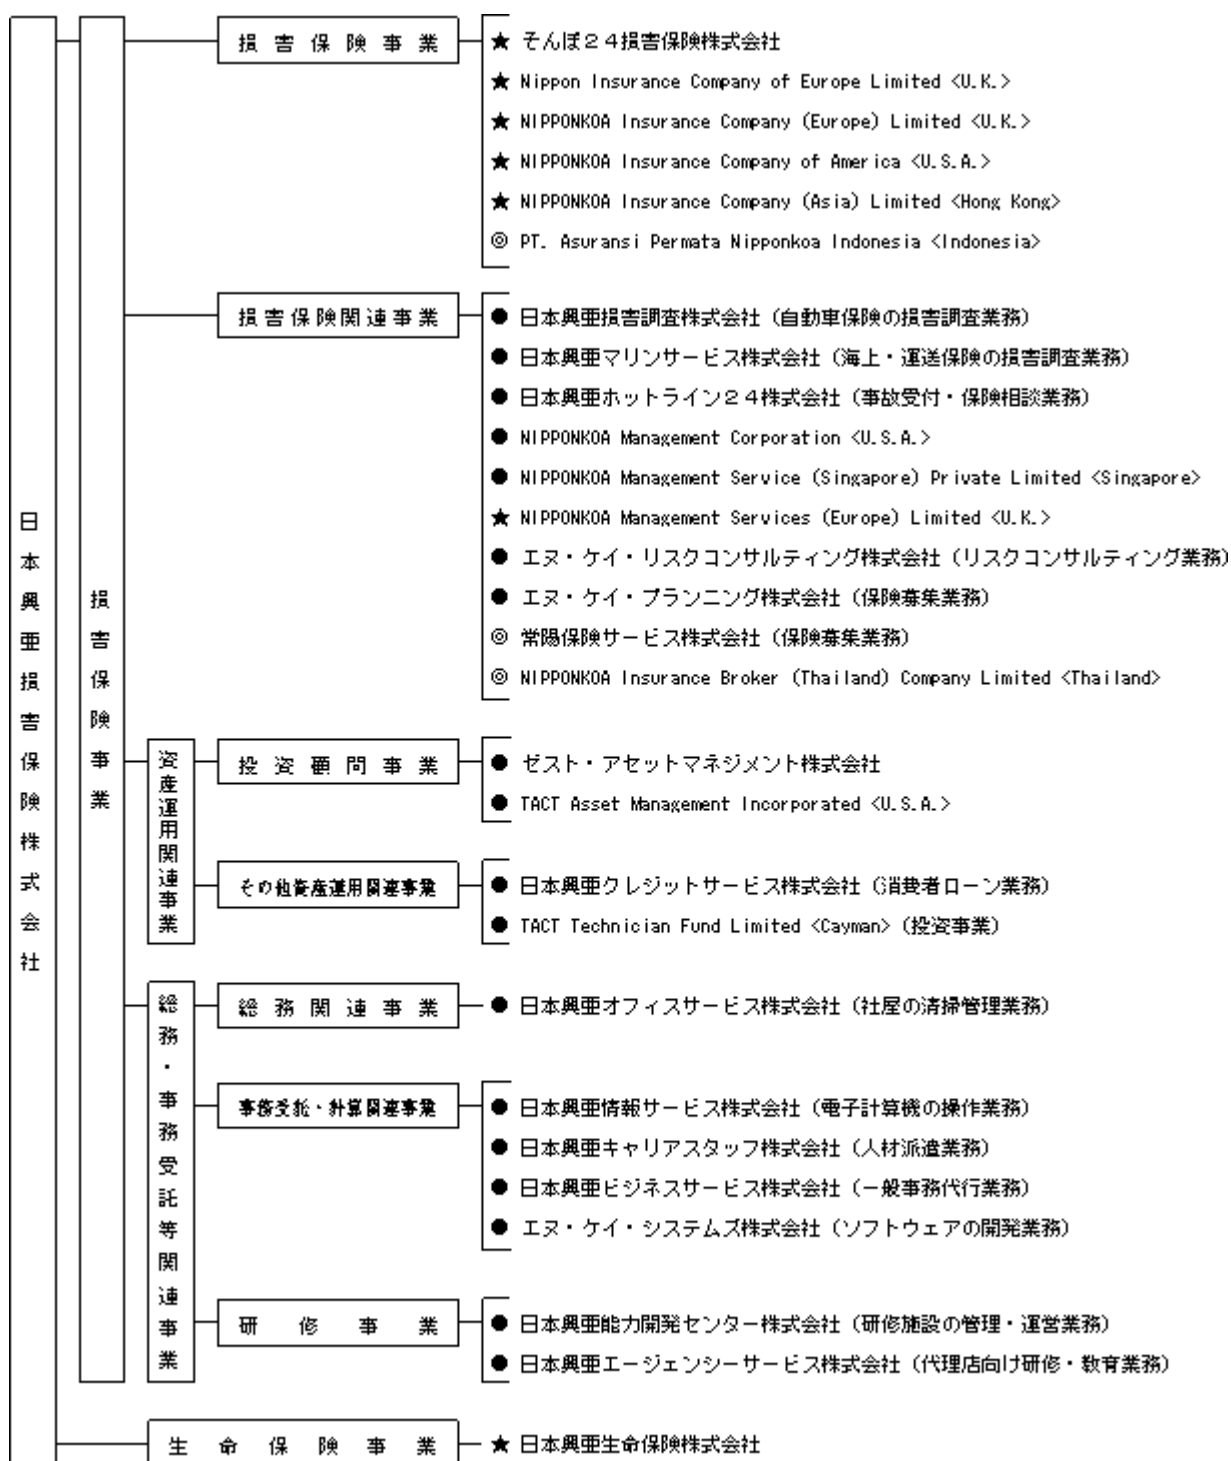 日本興亜損害保険株式会社
損害保険事業
損害保険事業
★ そんぽ２４損害保険株式会社
★ Nippon Insurance Company of Europe Limited <U.K.>
★ NIPPONKOA Insurance Company (Europe) Limited <U.K.>
★ NIPPONKOA Insurance Company of America <U.S.A.>
★ NIPPONKOA Insurance Company (Asia) Limited <Hong Kong>
◎ PT. Asuransi Permata Nipponkoa Indonesia <Indonesia>
損害保険関連事業
● 日本興亜損害調査株式会社（自動車保険の損害調査業務）
● 日本興亜マリンサービス株式会社（海上・運送保険の損害調査業務）
● 日本興亜ホットライン２４株式会社（事故受付・保険相談業務）
● NIPPONKOA Management Corporation <U.S.A.>
● NIPPONKOA Management Service (Singapore) Private Limited <Singapore>
★ NIPPONKOA Management Services (Europe) Limited <U.K.>
● エヌ・ケイ・リスクコンサルティング株式会社（リスクコンサルティング業務）
● エヌ・ケイ・プランニング株式会社（保険募集業務）
◎ 常陽保険サービス株式会社（保険募集業務）
◎ NIPPONKOA Insurance Broker (Thailand) Company Limited <Thailand>
資産運用関連事業
投資顧問事業
● ゼスト・アセットマネジメント株式会社
● TACT Asset Management Incorporated <U.S.A.>
その他資産運用関連事業
● 日本興亜クレジットサービス株式会社（消費者ローン業務）
● TACT Technician Fund Limited <Cayman>（投資事業）
総務・事務受託等関連事業
総務関連事業
● 日本興亜オフィスサービス株式会社（社屋の清掃管理業務）
事務受託・計算関連事業
● 日本興亜情報サービス株式会社（電子計算機の操作業務）
● 日本興亜キャリアスタッフ株式会社（人材派遣業務）
● 日本興亜ビジネスサービス株式会社（一般事務代行業務）
● エヌ・ケイ・システムズ株式会社（ソフトウェアの開発業務）
研修事業
● 日本興亜能力開発センター株式会社（研修施設の管理・運営業務）
● 日本興亜エージェンシーサービス株式会社（代理店向け研修・教育業務）
生命保険事業
★ 日本興亜生命保険株式会社